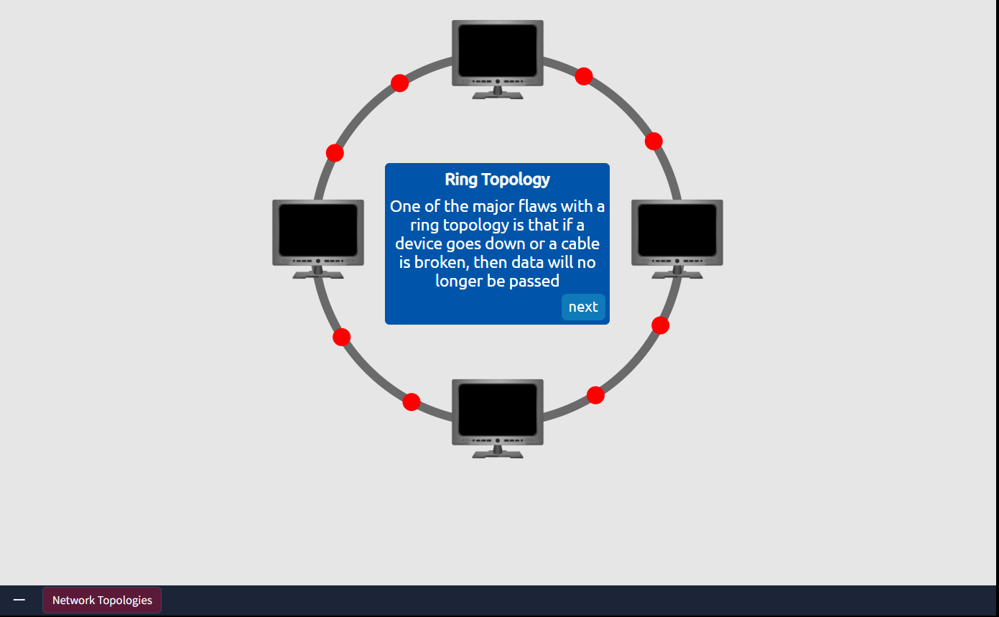 Ring Topology
One of the major flaws with a
ring topology is that if a
device goes down or a cable
is broken, then data will no
longer be passed
next
Network Topologies